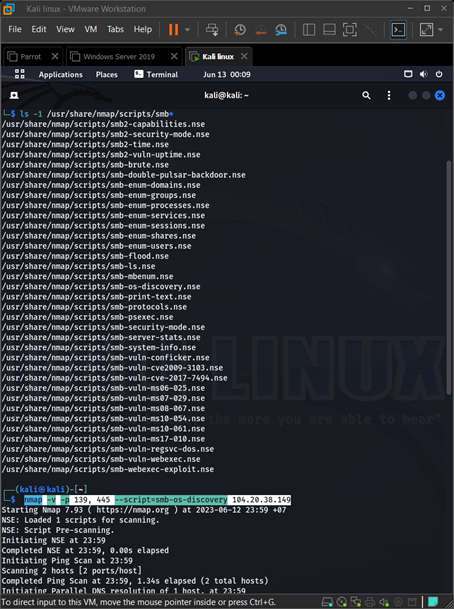 Kali linux - VMware Workstation
File Edit View VM Tabs Help
Parrot Windows Server 2019 Kali linux
Applications Places Terminal Jun 13 00:09
kali@kali: ~
└─$ ls -1 /usr/share/nmap/scripts/smb*
/usr/share/nmap/scripts/smb2-capabilities.nse
/usr/share/nmap/scripts/smb2-security-mode.nse
/usr/share/nmap/scripts/smb2-time.nse
/usr/share/nmap/scripts/smb2-vuln-uptime.nse
/usr/share/nmap/scripts/smb-brute.nse
/usr/share/nmap/scripts/smb-double-pulsar-backdoor.nse
/usr/share/nmap/scripts/smb-enum-domains.nse
/usr/share/nmap/scripts/smb-enum-groups.nse
/usr/share/nmap/scripts/smb-enum-processes.nse
/usr/share/nmap/scripts/smb-enum-services.nse
/usr/share/nmap/scripts/smb-enum-sessions.nse
/usr/share/nmap/scripts/smb-enum-shares.nse
/usr/share/nmap/scripts/smb-enum-users.nse
/usr/share/nmap/scripts/smb-flood.nse
/usr/share/nmap/scripts/smb-ls.nse
/usr/share/nmap/scripts/smb-mbenum.nse
/usr/share/nmap/scripts/smb-os-discovery.nse
/usr/share/nmap/scripts/smb-print-text.nse
/usr/share/nmap/scripts/smb-protocols.nse
/usr/share/nmap/scripts/smb-psexec.nse
/usr/share/nmap/scripts/smb-security-mode.nse
/usr/share/nmap/scripts/smb-server-stats.nse
/usr/share/nmap/scripts/smb-system-info.nse
/usr/share/nmap/scripts/smb-vuln-conficker.nse
/usr/share/nmap/scripts/smb-vuln-cve2009-3103.nse
/usr/share/nmap/scripts/smb-vuln-cve-2017-7494.nse
/usr/share/nmap/scripts/smb-vuln-ms06-025.nse
/usr/share/nmap/scripts/smb-vuln-ms07-029.nse
/usr/share/nmap/scripts/smb-vuln-ms08-067.nse
/usr/share/nmap/scripts/smb-vuln-ms10-054.nse
/usr/share/nmap/scripts/smb-vuln-ms10-061.nse
/usr/share/nmap/scripts/smb-vuln-ms17-010.nse
/usr/share/nmap/scripts/smb-vuln-regsvc-dos.nse
/usr/share/nmap/scripts/smb-vuln-webexec.nse
/usr/share/nmap/scripts/smb-webexec-exploit.nse
LINUX
the more you are able to hear"
┌──(kali㉿kali)-[~]
└─$ nmap -v -p 139, 445 --script=smb-os-discovery 104.20.38.149
Starting Nmap 7.93 ( https://nmap.org ) at 2023-06-12 23:59 +07
NSE: Loaded 1 scripts for scanning.
NSE: Script Pre-scanning.
Initiating NSE at 23:59
Completed NSE at 23:59, 0.00s elapsed
Initiating Ping Scan at 23:59
Scanning 2 hosts [2 ports/host]
Completed Ping Scan at 23:59, 1.34s elapsed (2 total hosts)
Initiating Parallel DNS resolution of 1 host. at 23:59
To direct input to this VM, move the mouse pointer inside or press Ctrl+G.